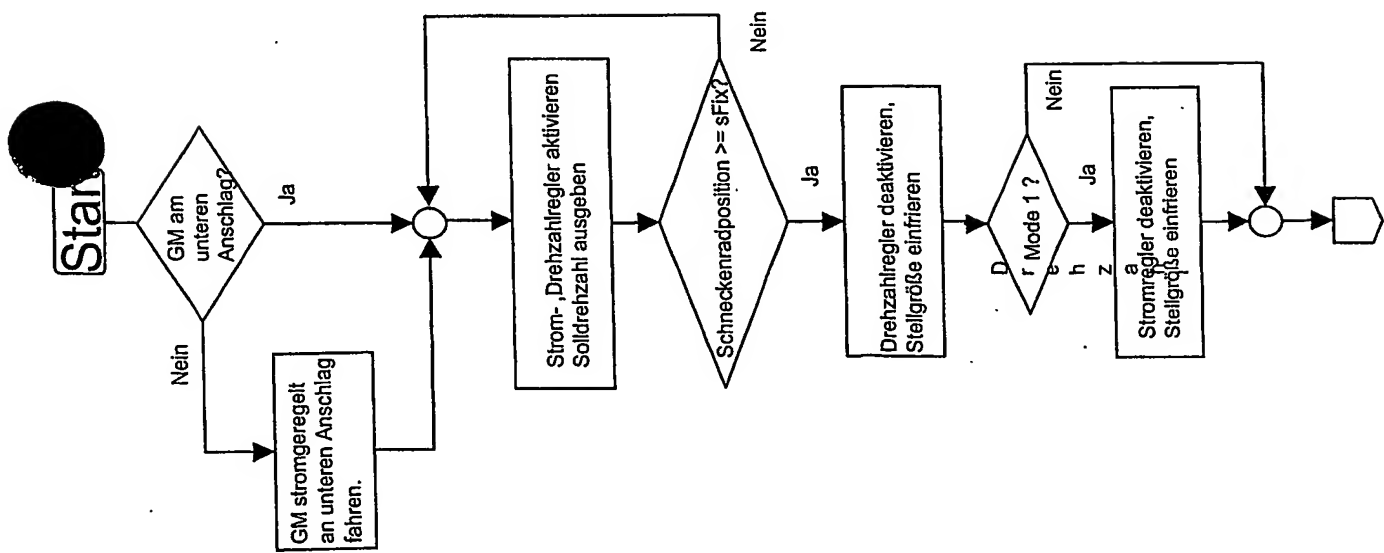 Star
GM am
unteren
Anschlag?
Nein
Ja
GM stromgeregelt
an unteren Anschlag
fahren.
Strom- ,Drehzahlregler aktivieren
Solldrehzahl ausgeben
Schneckenradposition >= sFix?
Nein
Ja
Drehzahlregler deaktivieren,
Stellgröße einfrieren
Mode 1 ?
D r e h z a
Nein
Ja
Stromregler deaktivieren,
Stellgröße einfrieren